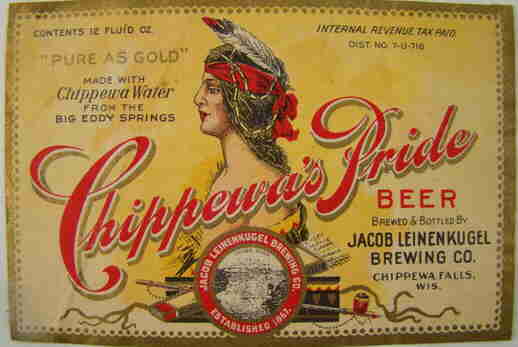 CONTENTS 12 FLUID OZ.
INTERNAL REVENUE TAX PAID.
DIST. NO. 7-U-716
"PURE AS GOLD"
MADE WITH
Chippewa Water
FROM THE
BIG EDDY SPRINGS
Chippewa's Pride
BEER
BREWED & BOTTLED BY
JACOB LEINENKUGEL
BREWING CO.
CHIPPEWA FALLS,
WIS.
JACOB LEINENKUGEL BREWING CO.
ESTABLISHED 1867.